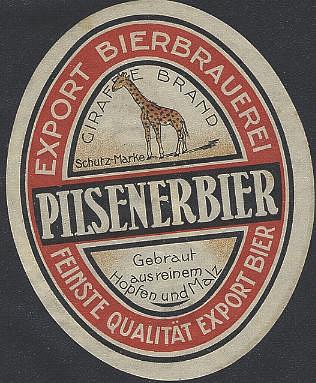 EXPORT BIERBRAUEREI
GIRAFFE BRAND
Schutz-Marke
PILSENERBIER
Gebraut
aus reinem
Hopfen und Malz
FEINSTE QUALITÄT EXPORT BIER